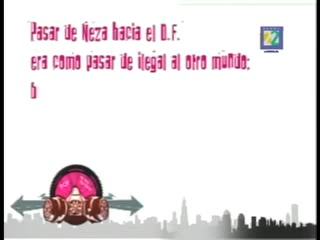 Pasar de Neza hacia el D.F.
era como pasar de ilegal al otro mundo;
b